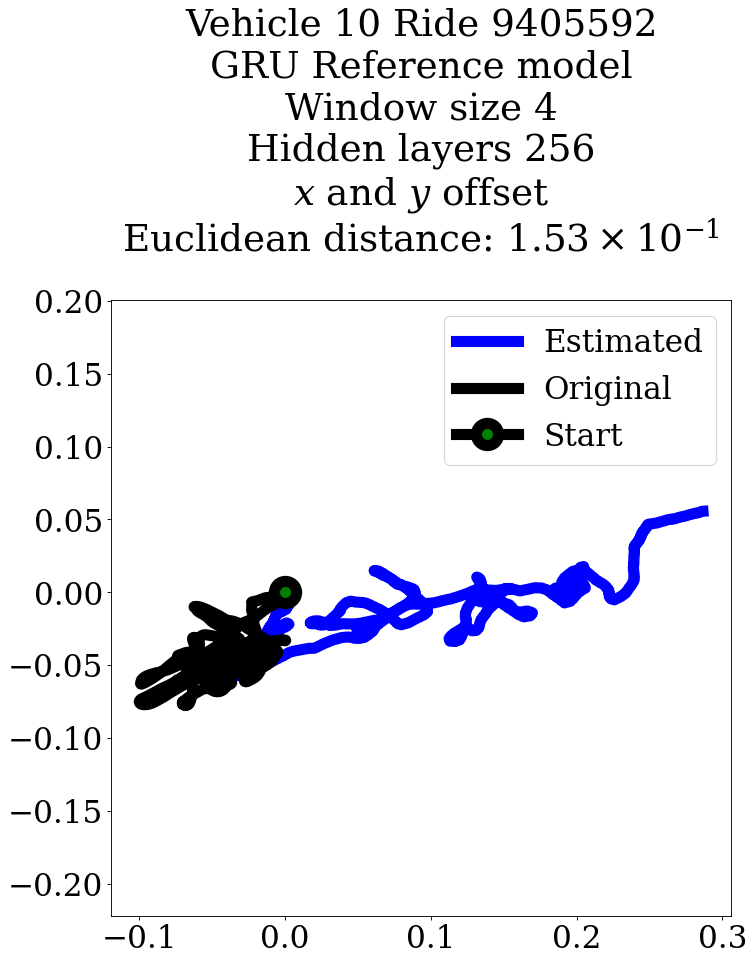 Vehicle 10 Ride 9405592
GRU Reference model
Window size 4
Hidden layers 256
x and y offset
Euclidean distance: 1.53 × 10⁻¹
Estimated
Original
Start
0.20
0.15
0.10
0.05
0.00
−0.05
−0.10
−0.15
−0.20
−0.1 0.0 0.1 0.2 0.3